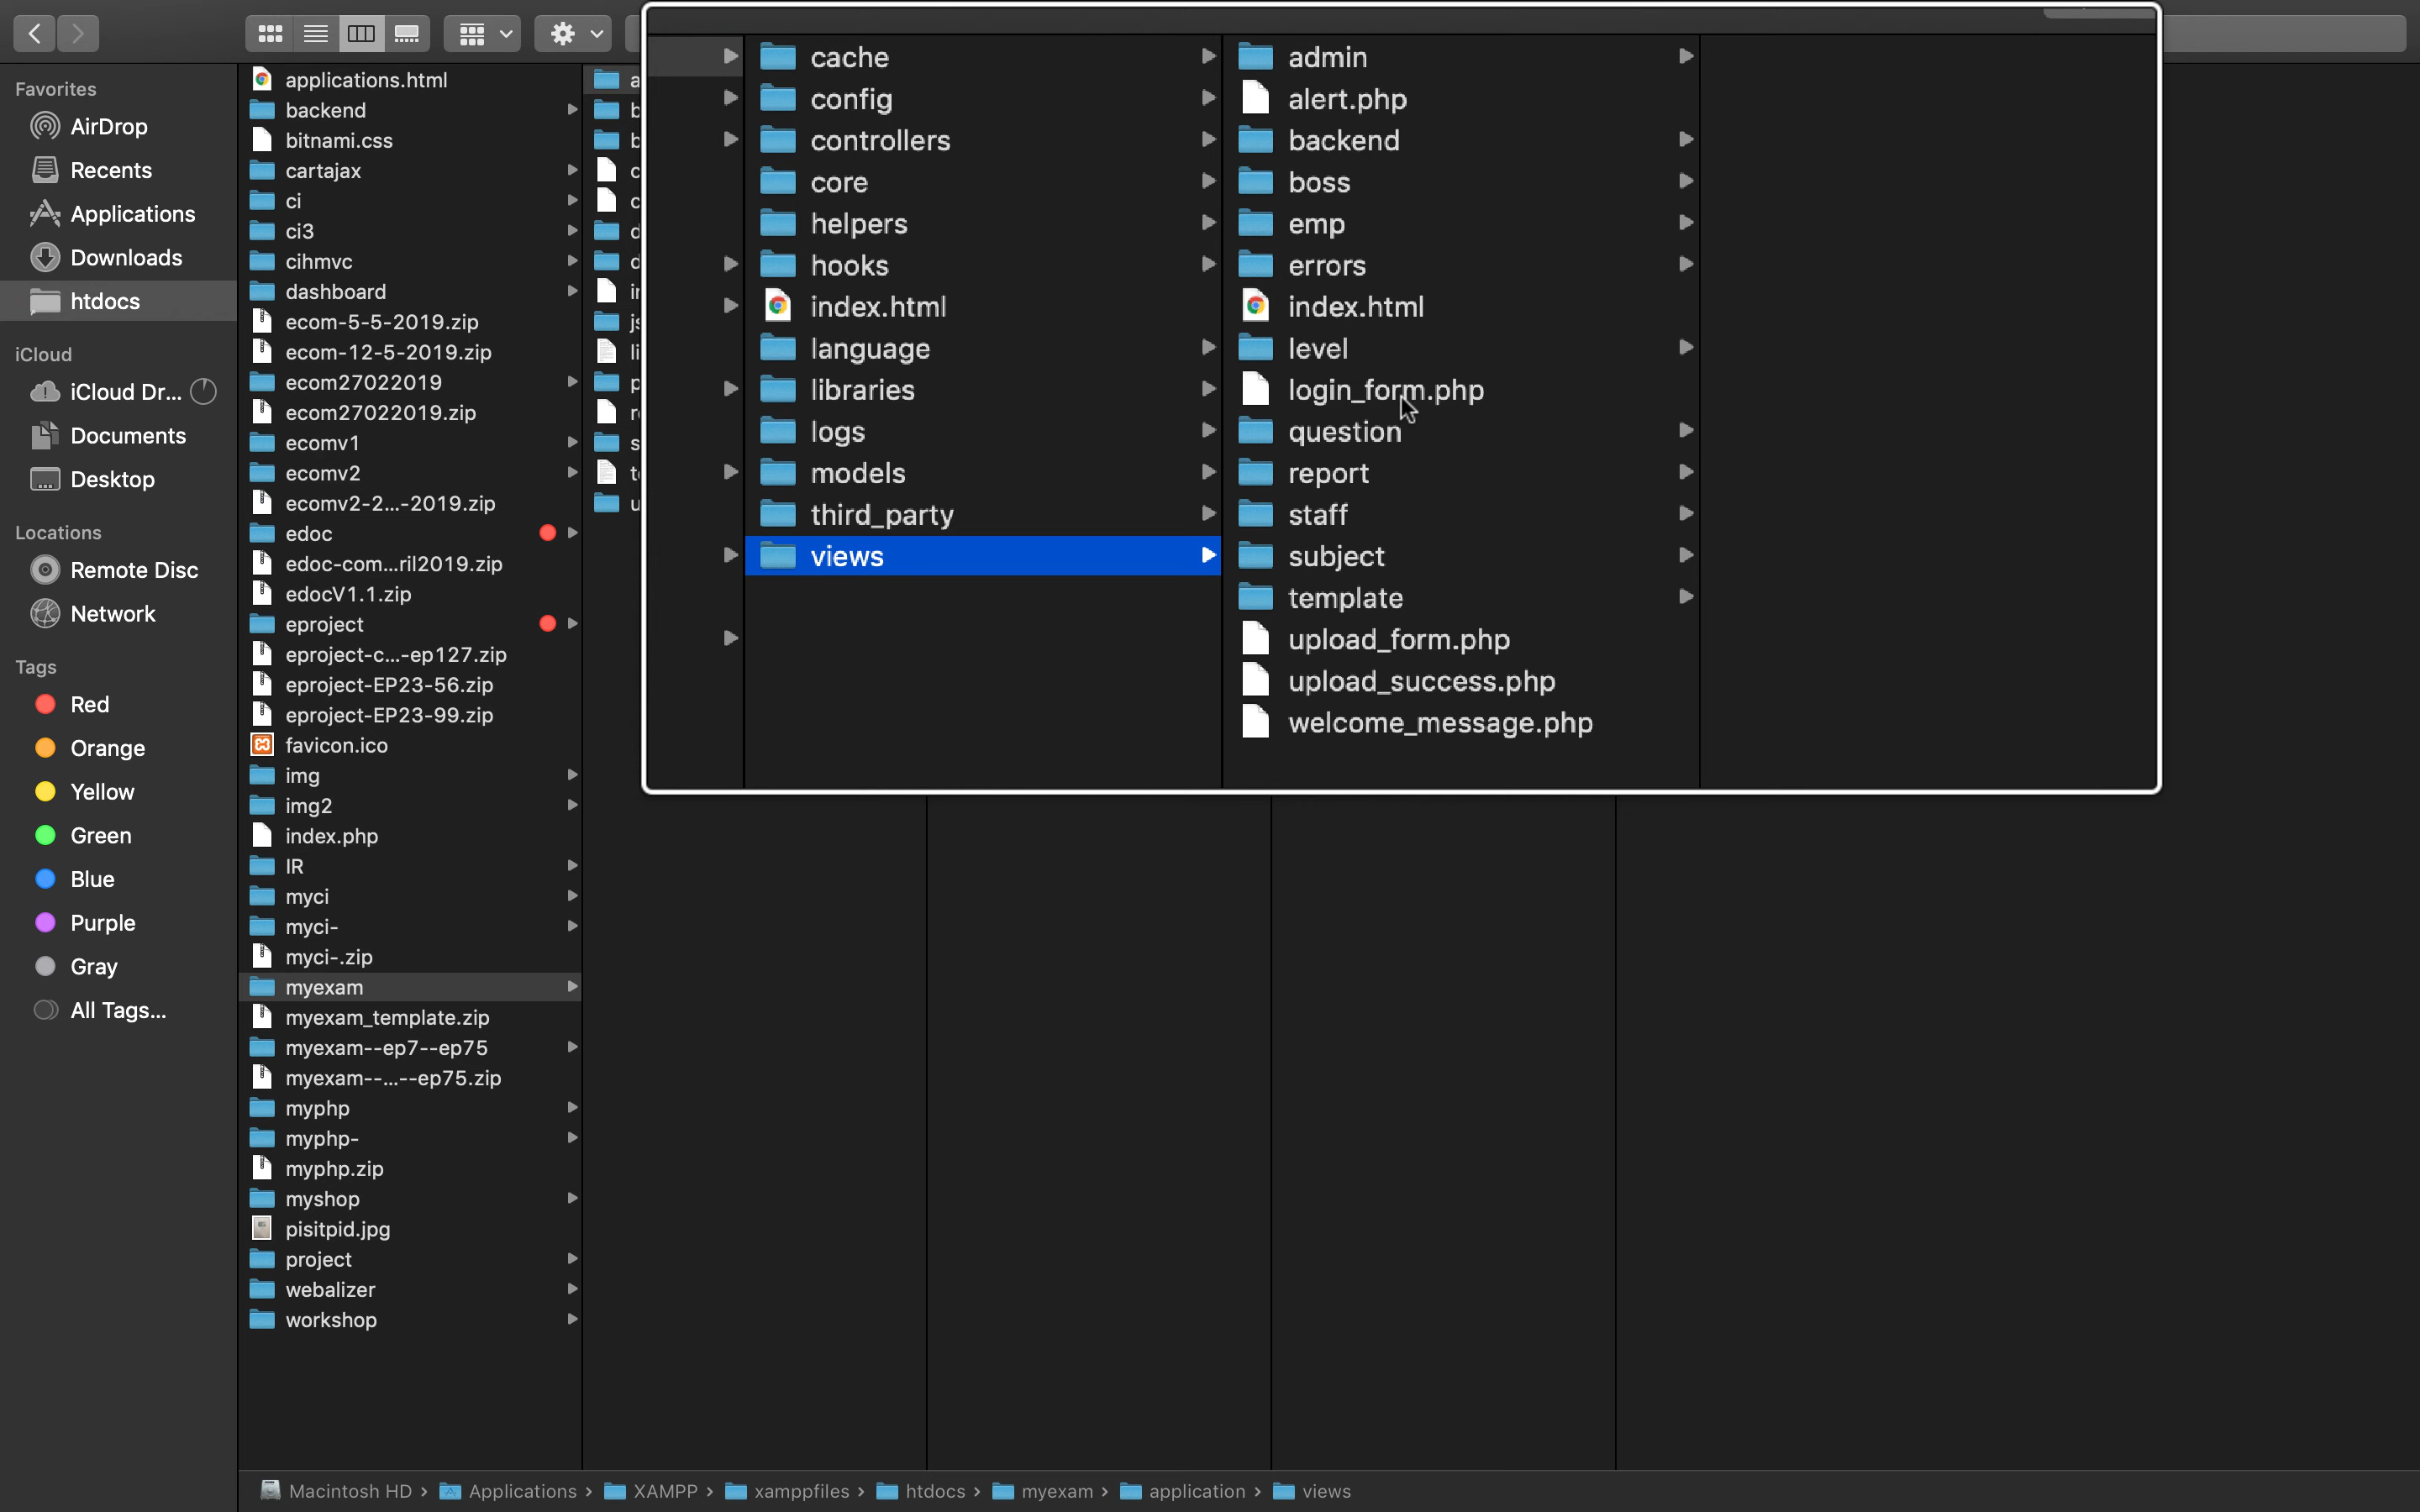 Favorites
AirDrop
Recents
Applications
Downloads
htdocs
iCloud
iCloud Dr...
Documents
Desktop
Locations
Remote Disc
Network
Tags
Red
Orange
Yellow
Green
Blue
Purple
Gray
All Tags...
applications.html
backend
bitnami.css
cartajax
ci
ci3
cihmvc
dashboard
ecom-5-5-2019.zip
ecom-12-5-2019.zip
ecom27022019
ecom27022019.zip
ecomv1
ecomv2
ecomv2-2...-2019.zip
edoc
edoc-com...ril2019.zip
edocV1.1.zip
eproject
eproject-c...-ep127.zip
eproject-EP23-56.zip
eproject-EP23-99.zip
favicon.ico
img
img2
index.php
IR
myci
myci-
myci-.zip
myexam
myexam_template.zip
myexam--ep7--ep75
myexam--...--ep75.zip
myphp
myphp-
myphp.zip
myshop
pisitpid.jpg
project
webalizer
workshop
cache
config
controllers
core
helpers
hooks
index.html
language
libraries
logs
models
third_party
views
admin
alert.php
backend
boss
emp
errors
index.html
level
login_form.php
question
report
staff
subject
template
upload_form.php
upload_success.php
welcome_message.php
Macintosh HD › Applications › XAMPP › xamppfiles › htdocs › myexam › application › views